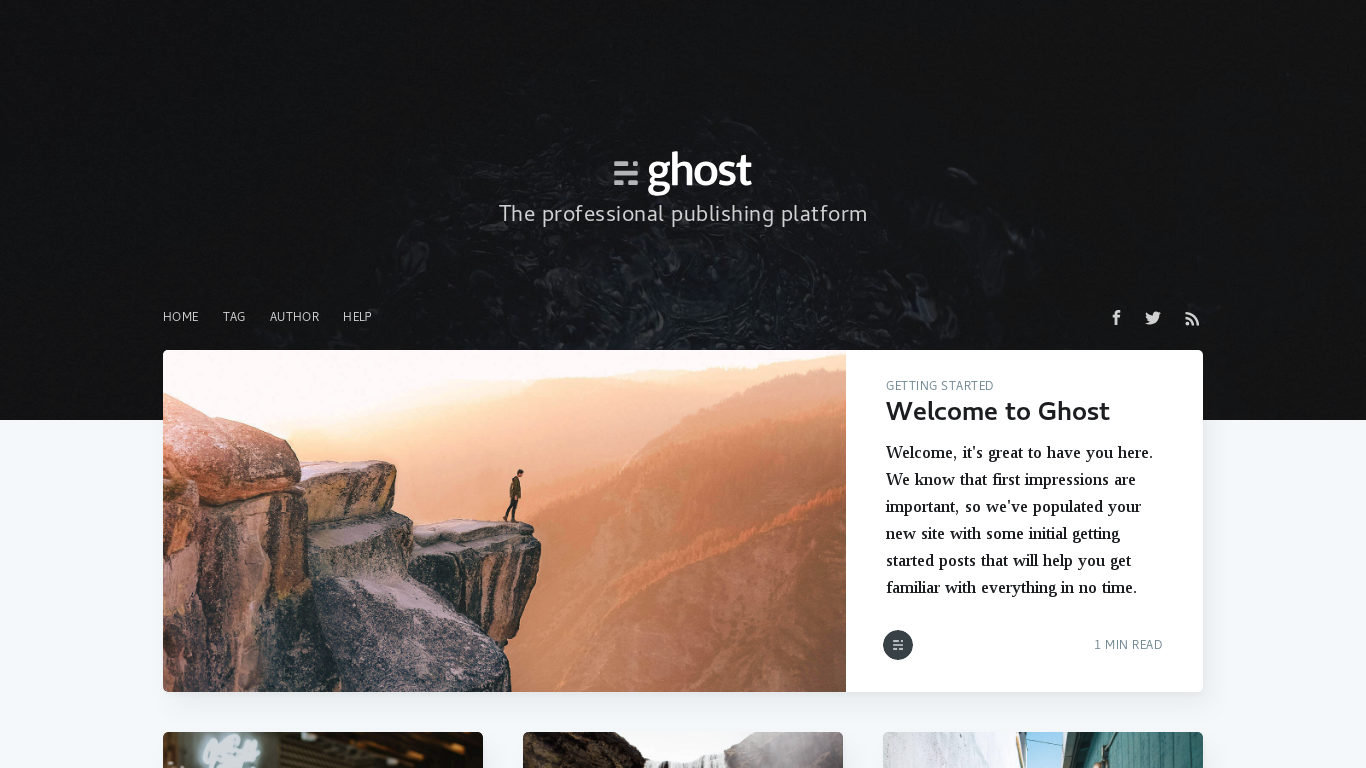 ghost
The professional publishing platform
HOME TAG AUTHOR HELP
GETTING STARTED
Welcome to Ghost
Welcome, it's great to have you here.
We know that first impressions are
important, so we've populated your
new site with some initial getting
started posts that will help you get
familiar with everything in no time.
1 MIN READ